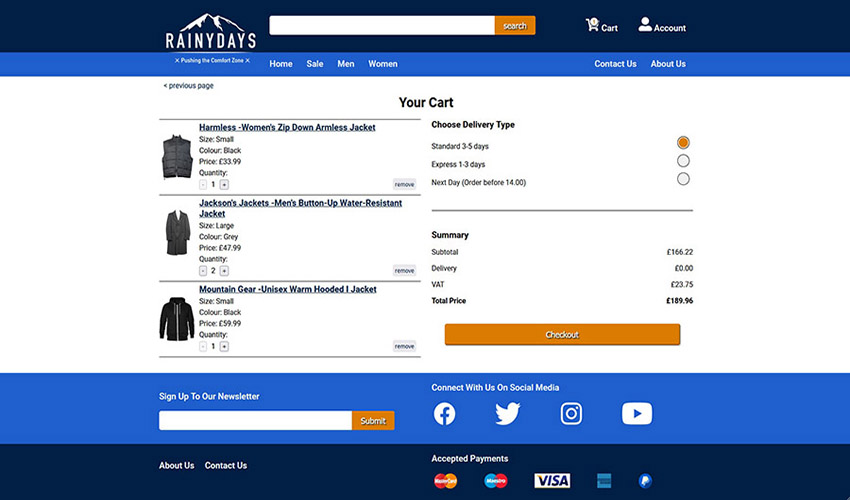 search
1
Cart
Account
RAINYDAYS
✕ Pushing the Comfort Zone ✕
Home Sale Men Women
Contact Us About Us
< previous page
Your Cart
Harmless -Women's Zip Down Armless Jacket
Size: Small
Colour: Black
Price: £33.99
Quantity:
- 1 +
remove
Jackson's Jackets -Men's Button-Up Water-Resistant
Jacket
Size: Large
Colour: Grey
Price: £47.99
Quantity:
- 2 +
remove
Mountain Gear -Unisex Warm Hooded I Jacket
Size: Small
Colour: Black
Price: £59.99
Quantity:
- 1 +
remove
Choose Delivery Type
Standard 3-5 days
Express 1-3 days
Next Day (Order before 14.00)
Summary
Subtotal £166.22
Delivery £0.00
VAT £23.75
Total Price £189.96
Checkout
Sign Up To Our Newsletter
Submit
Connect With Us On Social Media
About Us Contact Us
Accepted Payments
MasterCard
Maestro
VISA